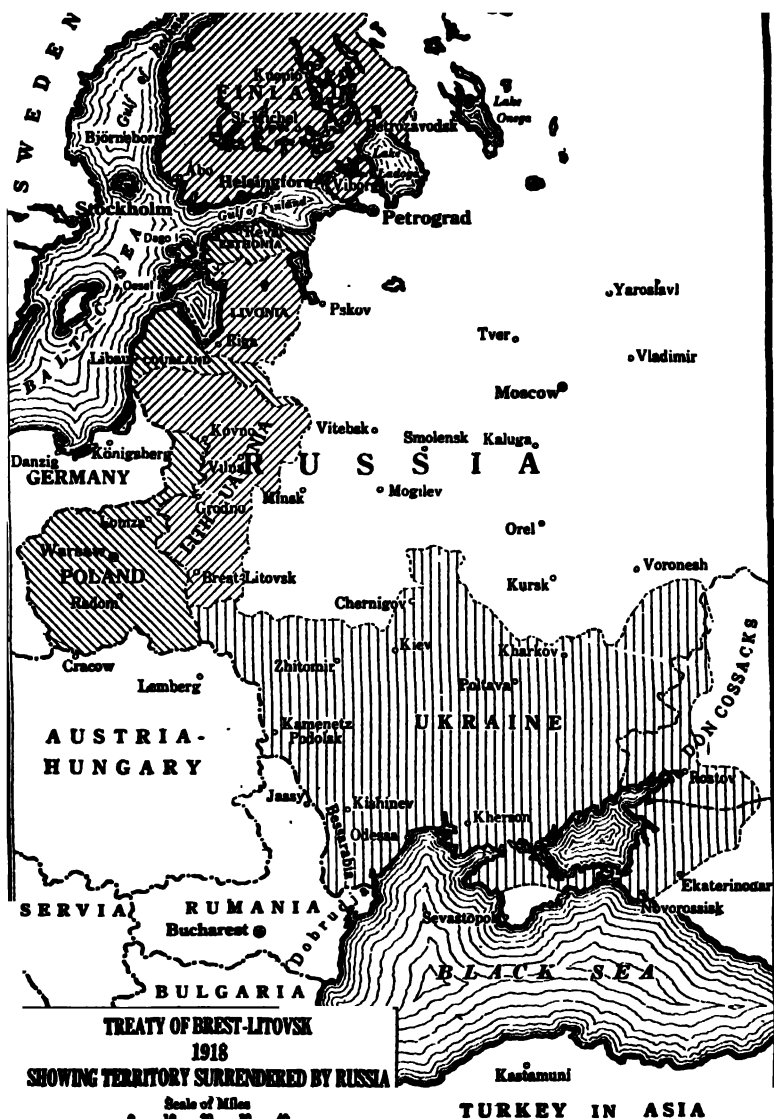 SWEDEN
Gulf of
FINLAND
Kuopio
St. Michel
Björneborg
Petrozavodsk
Lake Onega
Lake Ladoga
Åbo
Helsingfors
Viborg
Stockholm
Gulf of Finland
Petrograd
Dago I.
ESTHONIA
Oesel I.
BALTIC SEA
LIVONIA
Pskov
Yaroslavl
Riga
Tver
Libau
COURLAND
Vladimir
Moscow
Kovno
Vitebsk
Smolensk
Kaluga
Danzig
Königsberg
Vilna
RUSSIA
GERMANY
LITHUANIA
Minsk
Mogilev
Grodno
Lomza
Orel
Warsaw
POLAND
Brest-Litovsk
Voronesh
Kursk
Radom
Chernigov
Cracow
Kiev
Kharkov
Zhitomir
Lemberg
Poltava
DON COSSACKS
AUSTRIA-
HUNGARY
Kamenetz
Podolsk
UKRAINE
Rostov
Jassy
Kishinev
Bessarabia
Kherson
Odessa
Ekaterinodar
SERVIA
RUMANIA
Dobrudja
Novorossisk
Bucharest
Sevastopol
BLACK SEA
BULGARIA
TREATY OF BREST-LITOVSK
1918
SHOWING TERRITORY SURRENDERED BY RUSSIA
Scale of Miles
Kastamuni
TURKEY IN ASIA